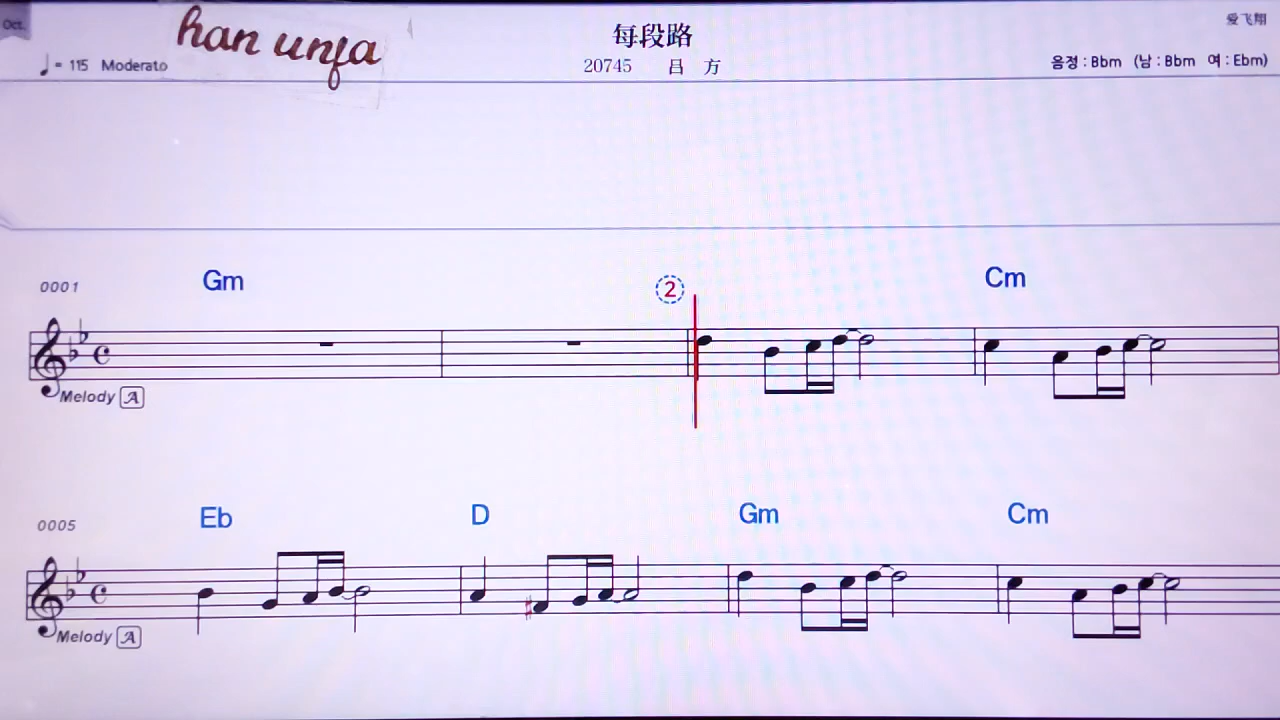 Oct.
han unfa
每段路
爱飞翔
♩= 115 Moderato
20745 吕 方
음정 : Bbm (남 : Bbm 여 : Ebm)
0001 Gm ② Cm
Melody A
0005 Eb D Gm Cm
Melody A